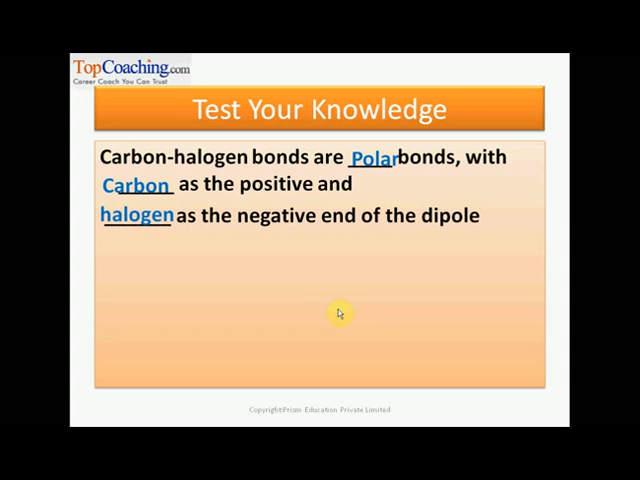 TopCoaching.com
Career Coach You Can Trust
Test Your Knowledge
Carbon-halogen bonds are Polar bonds, with
Carbon as the positive and
halogen as the negative end of the dipole
Copyright:Prism Education Private Limited